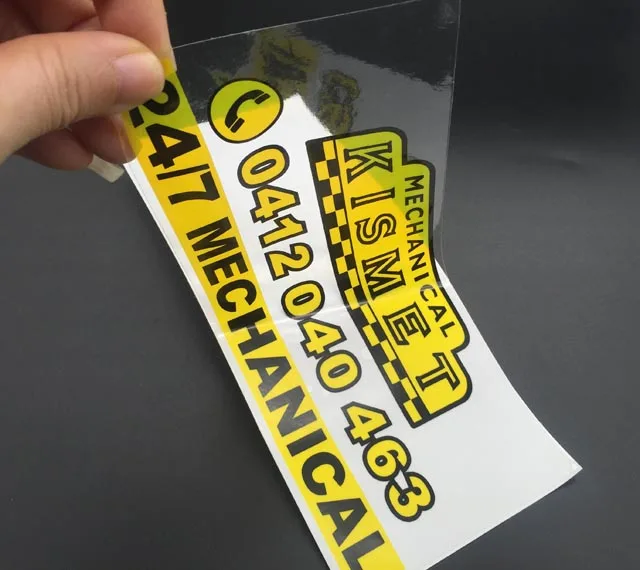 KISMET
MECHANICAL
0412 040 463
24/7 MECHANICAL